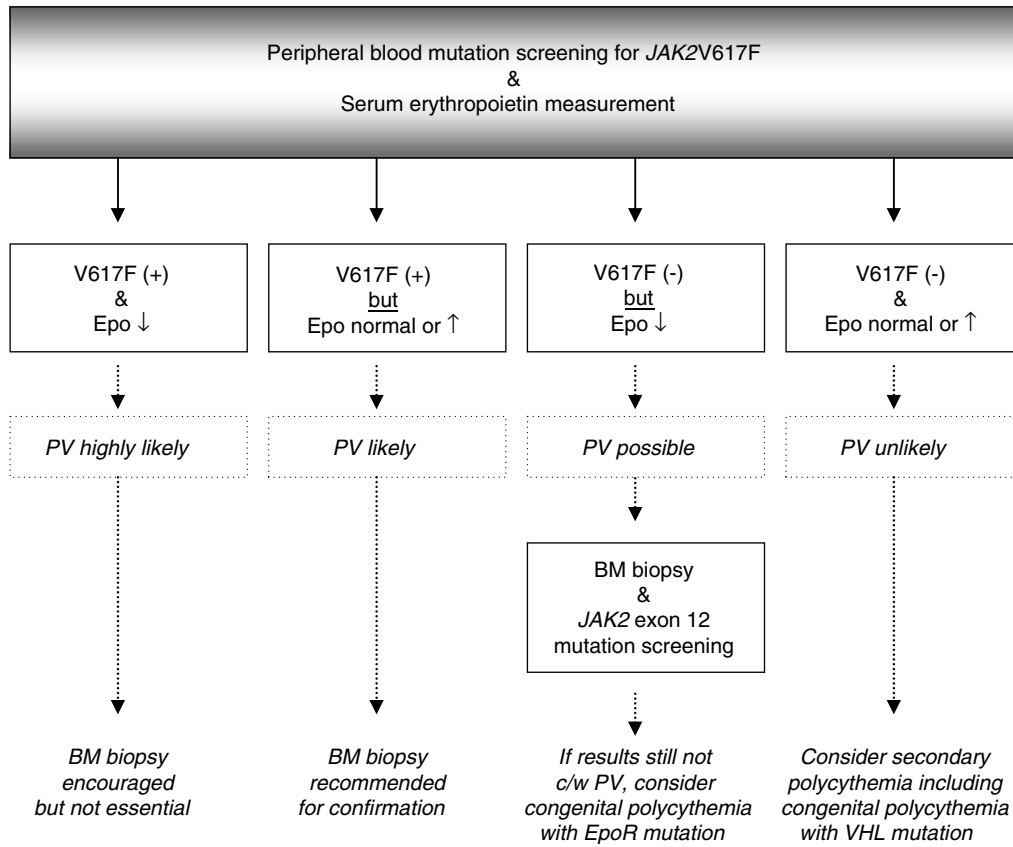 Peripheral blood mutation screening for JAK2V617F
&
Serum erythropoietin measurement
V617F (+)
&
Epo ↓
V617F (+)
but
Epo normal or ↑
V617F (-)
but
Epo ↓
V617F (-)
&
Epo normal or ↑
PV highly likely
PV likely
PV possible
PV unlikely
BM biopsy
&
JAK2 exon 12
mutation screening
BM biopsy
encouraged
but not essential
BM biopsy
recommended
for confirmation
If results still not
c/w PV, consider
congenital polycythemia
with EpoR mutation
Consider secondary
polycythemia including
congenital polycythemia
with VHL mutation